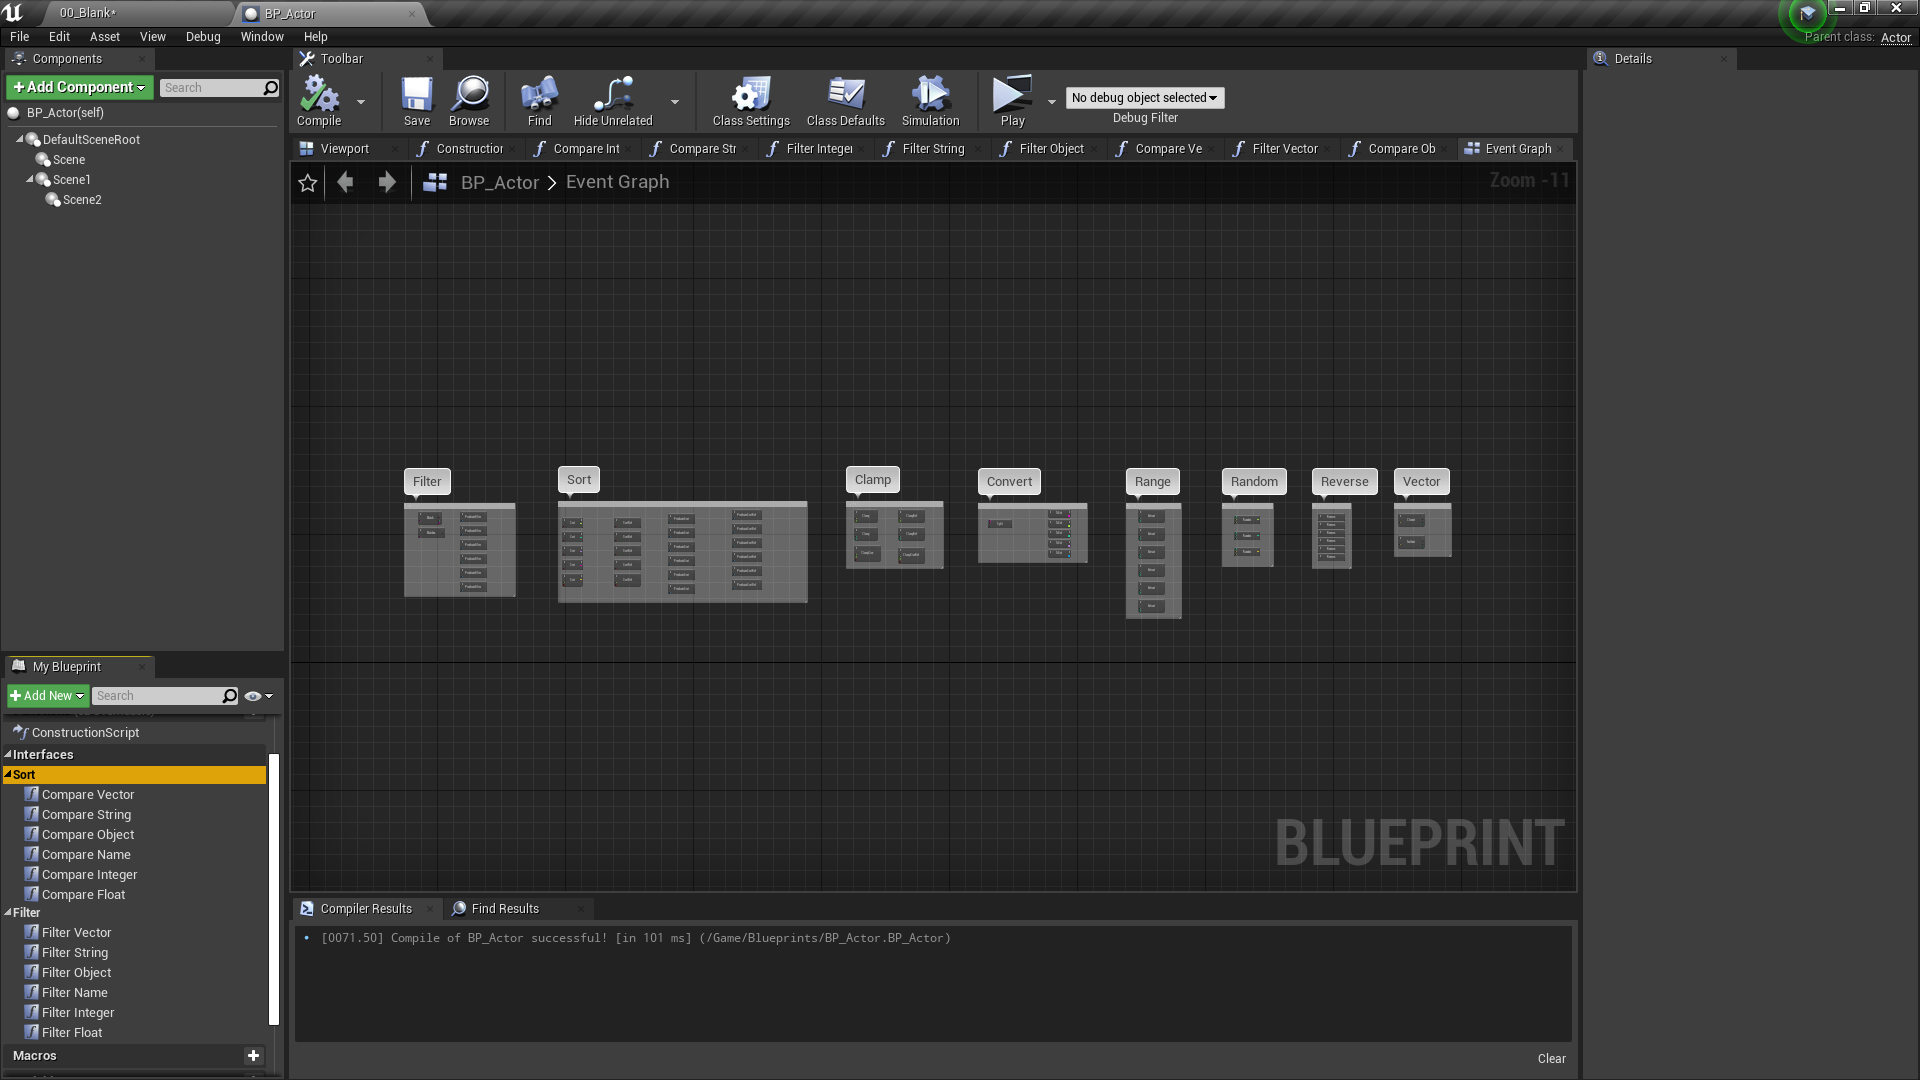 00_Blank*
BP_Actor
File Edit Asset View Debug Window Help
Parent class: Actor
Components
Toolbar
Details
Add Component
Search
BP_Actor(self)
DefaultSceneRoot
Scene
Scene1
Scene2
Compile
Save
Browse
Find
Hide Unrelated
Class Settings
Class Defaults
Simulation
Play
No debug object selected
Debug Filter
Viewport
Constructior
Compare Int
Compare Str
Filter Integer
Filter String
Filter Object
Compare Ve
Filter Vector
Compare Ob
Event Graph
BP_Actor > Event Graph
Zoom -11
Filter
Sort
Clamp
Convert
Range
Random
Reverse
Vector
BLUEPRINT
My Blueprint
Add New
Search
ConstructionScript
Interfaces
Sort
Compare Vector
Compare String
Compare Object
Compare Name
Compare Integer
Compare Float
Filter
Filter Vector
Filter String
Filter Object
Filter Name
Filter Integer
Filter Float
Macros
Compiler Results
Find Results
[0071.50] Compile of BP_Actor successful! [in 101 ms] (/Game/Blueprints/BP_Actor.BP_Actor)
Clear